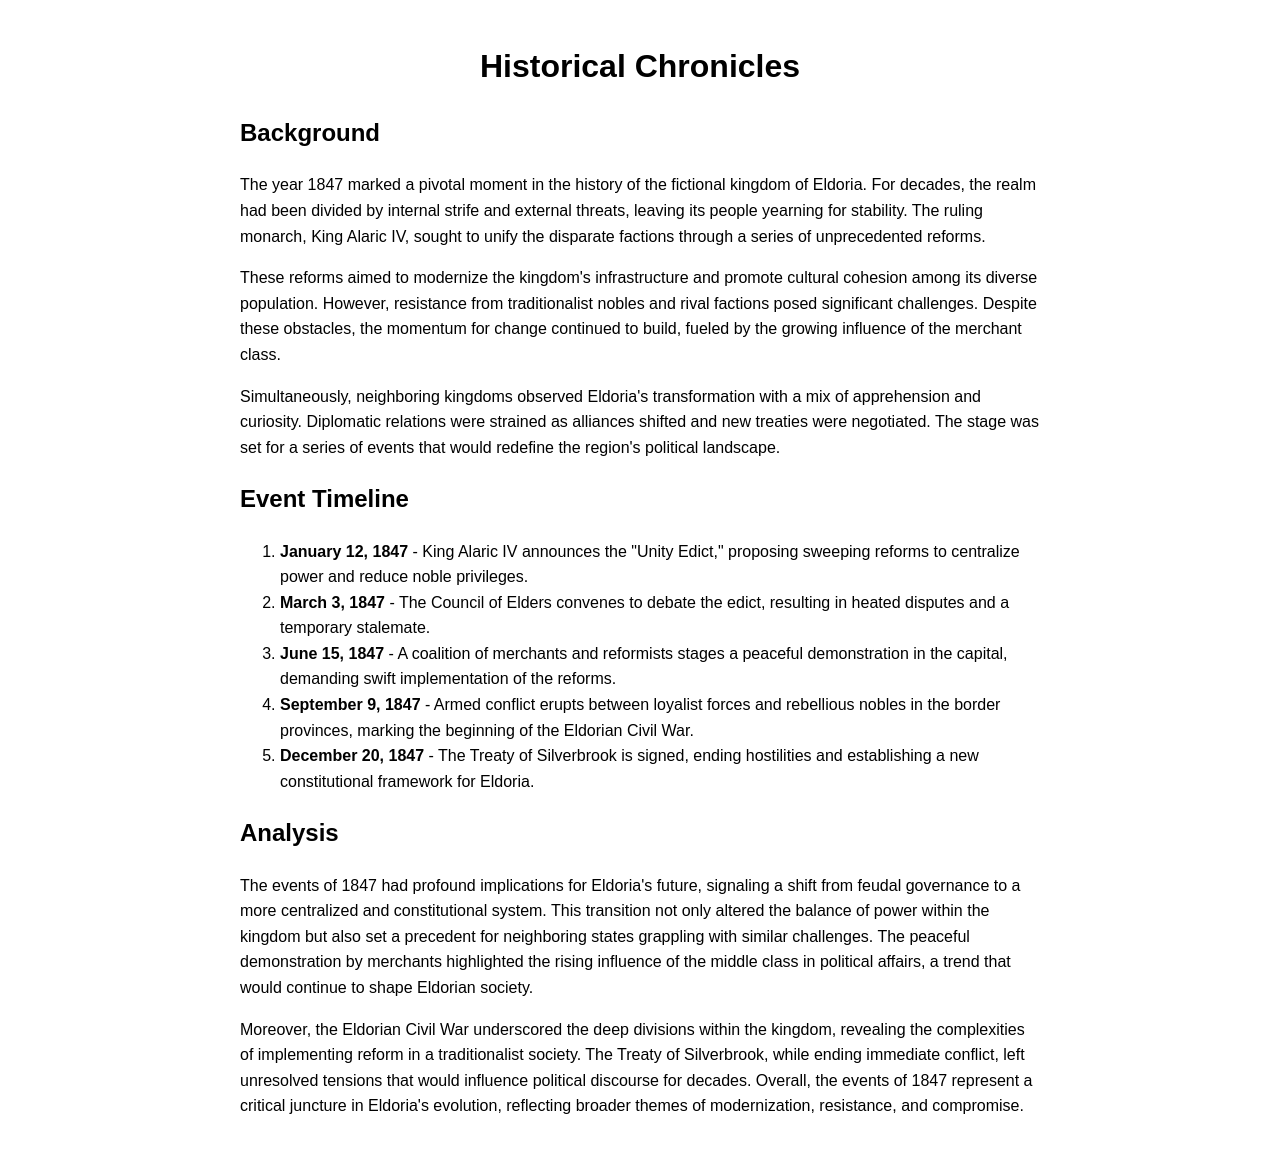 Historical Chronicles
Background
The year 1847 marked a pivotal moment in the history of the fictional kingdom of Eldoria. For decades, the realm
had been divided by internal strife and external threats, leaving its people yearning for stability. The ruling
monarch, King Alaric IV, sought to unify the disparate factions through a series of unprecedented reforms.
These reforms aimed to modernize the kingdom's infrastructure and promote cultural cohesion among its diverse
population. However, resistance from traditionalist nobles and rival factions posed significant challenges. Despite
these obstacles, the momentum for change continued to build, fueled by the growing influence of the merchant
class.
Simultaneously, neighboring kingdoms observed Eldoria's transformation with a mix of apprehension and
curiosity. Diplomatic relations were strained as alliances shifted and new treaties were negotiated. The stage was
set for a series of events that would redefine the region's political landscape.
Event Timeline
1. January 12, 1847 - King Alaric IV announces the "Unity Edict," proposing sweeping reforms to centralize
power and reduce noble privileges.
2. March 3, 1847 - The Council of Elders convenes to debate the edict, resulting in heated disputes and a
temporary stalemate.
3. June 15, 1847 - A coalition of merchants and reformists stages a peaceful demonstration in the capital,
demanding swift implementation of the reforms.
4. September 9, 1847 - Armed conflict erupts between loyalist forces and rebellious nobles in the border
provinces, marking the beginning of the Eldorian Civil War.
5. December 20, 1847 - The Treaty of Silverbrook is signed, ending hostilities and establishing a new
constitutional framework for Eldoria.
Analysis
The events of 1847 had profound implications for Eldoria's future, signaling a shift from feudal governance to a
more centralized and constitutional system. This transition not only altered the balance of power within the
kingdom but also set a precedent for neighboring states grappling with similar challenges. The peaceful
demonstration by merchants highlighted the rising influence of the middle class in political affairs, a trend that
would continue to shape Eldorian society.
Moreover, the Eldorian Civil War underscored the deep divisions within the kingdom, revealing the complexities
of implementing reform in a traditionalist society. The Treaty of Silverbrook, while ending immediate conflict, left
unresolved tensions that would influence political discourse for decades. Overall, the events of 1847 represent a
critical juncture in Eldoria's evolution, reflecting broader themes of modernization, resistance, and compromise.